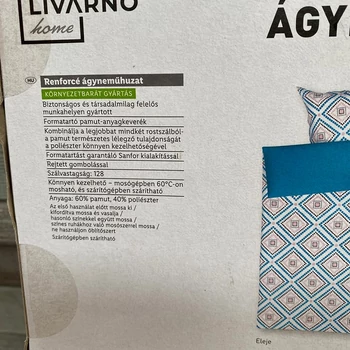 LIVARNO
home
ÁGY
HU
Renforcé ágyneműhuzat
KÖRNYEZETBARÁT GYÁRTÁS
Biztonságos és társadalmilag felelős
munkahelyen gyártott
Formatartó pamut-anyagkeverék
Kombinálja a legjobbat mindkét rostszálból-
a pamut természetes lélegző tulajdonságát
a poliészter könnyen kezelhetőségével
Formatartást garantáló Sanfor kialakítással
Rejtett gombolással
Szálvastagság: 128
Könnyen kezelhető – mosógépben 60°C-on
mosható, és szárítógépben szárítható
Anyaga: 60% pamut, 40% poliészter
Az első használat előtt mossa ki /
kifordítva mossa és vasalja /
hasonló színekkel együtt mossa /
színes ruhákhoz való mosószerrel mossa /
ne használjon öblítőszert
Szárítógépben szárítható
Eleje